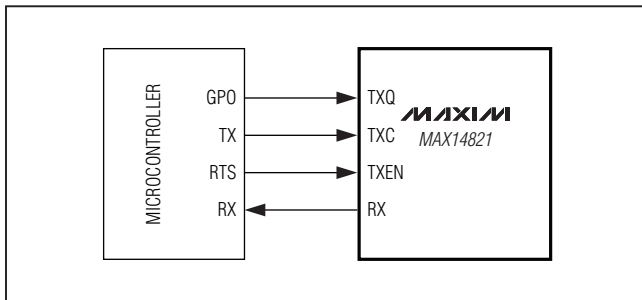 MICROCONTROLLER
GPO TXQ
TX TXC
RTS TXEN
RX RX
MAXIM
MAX14821